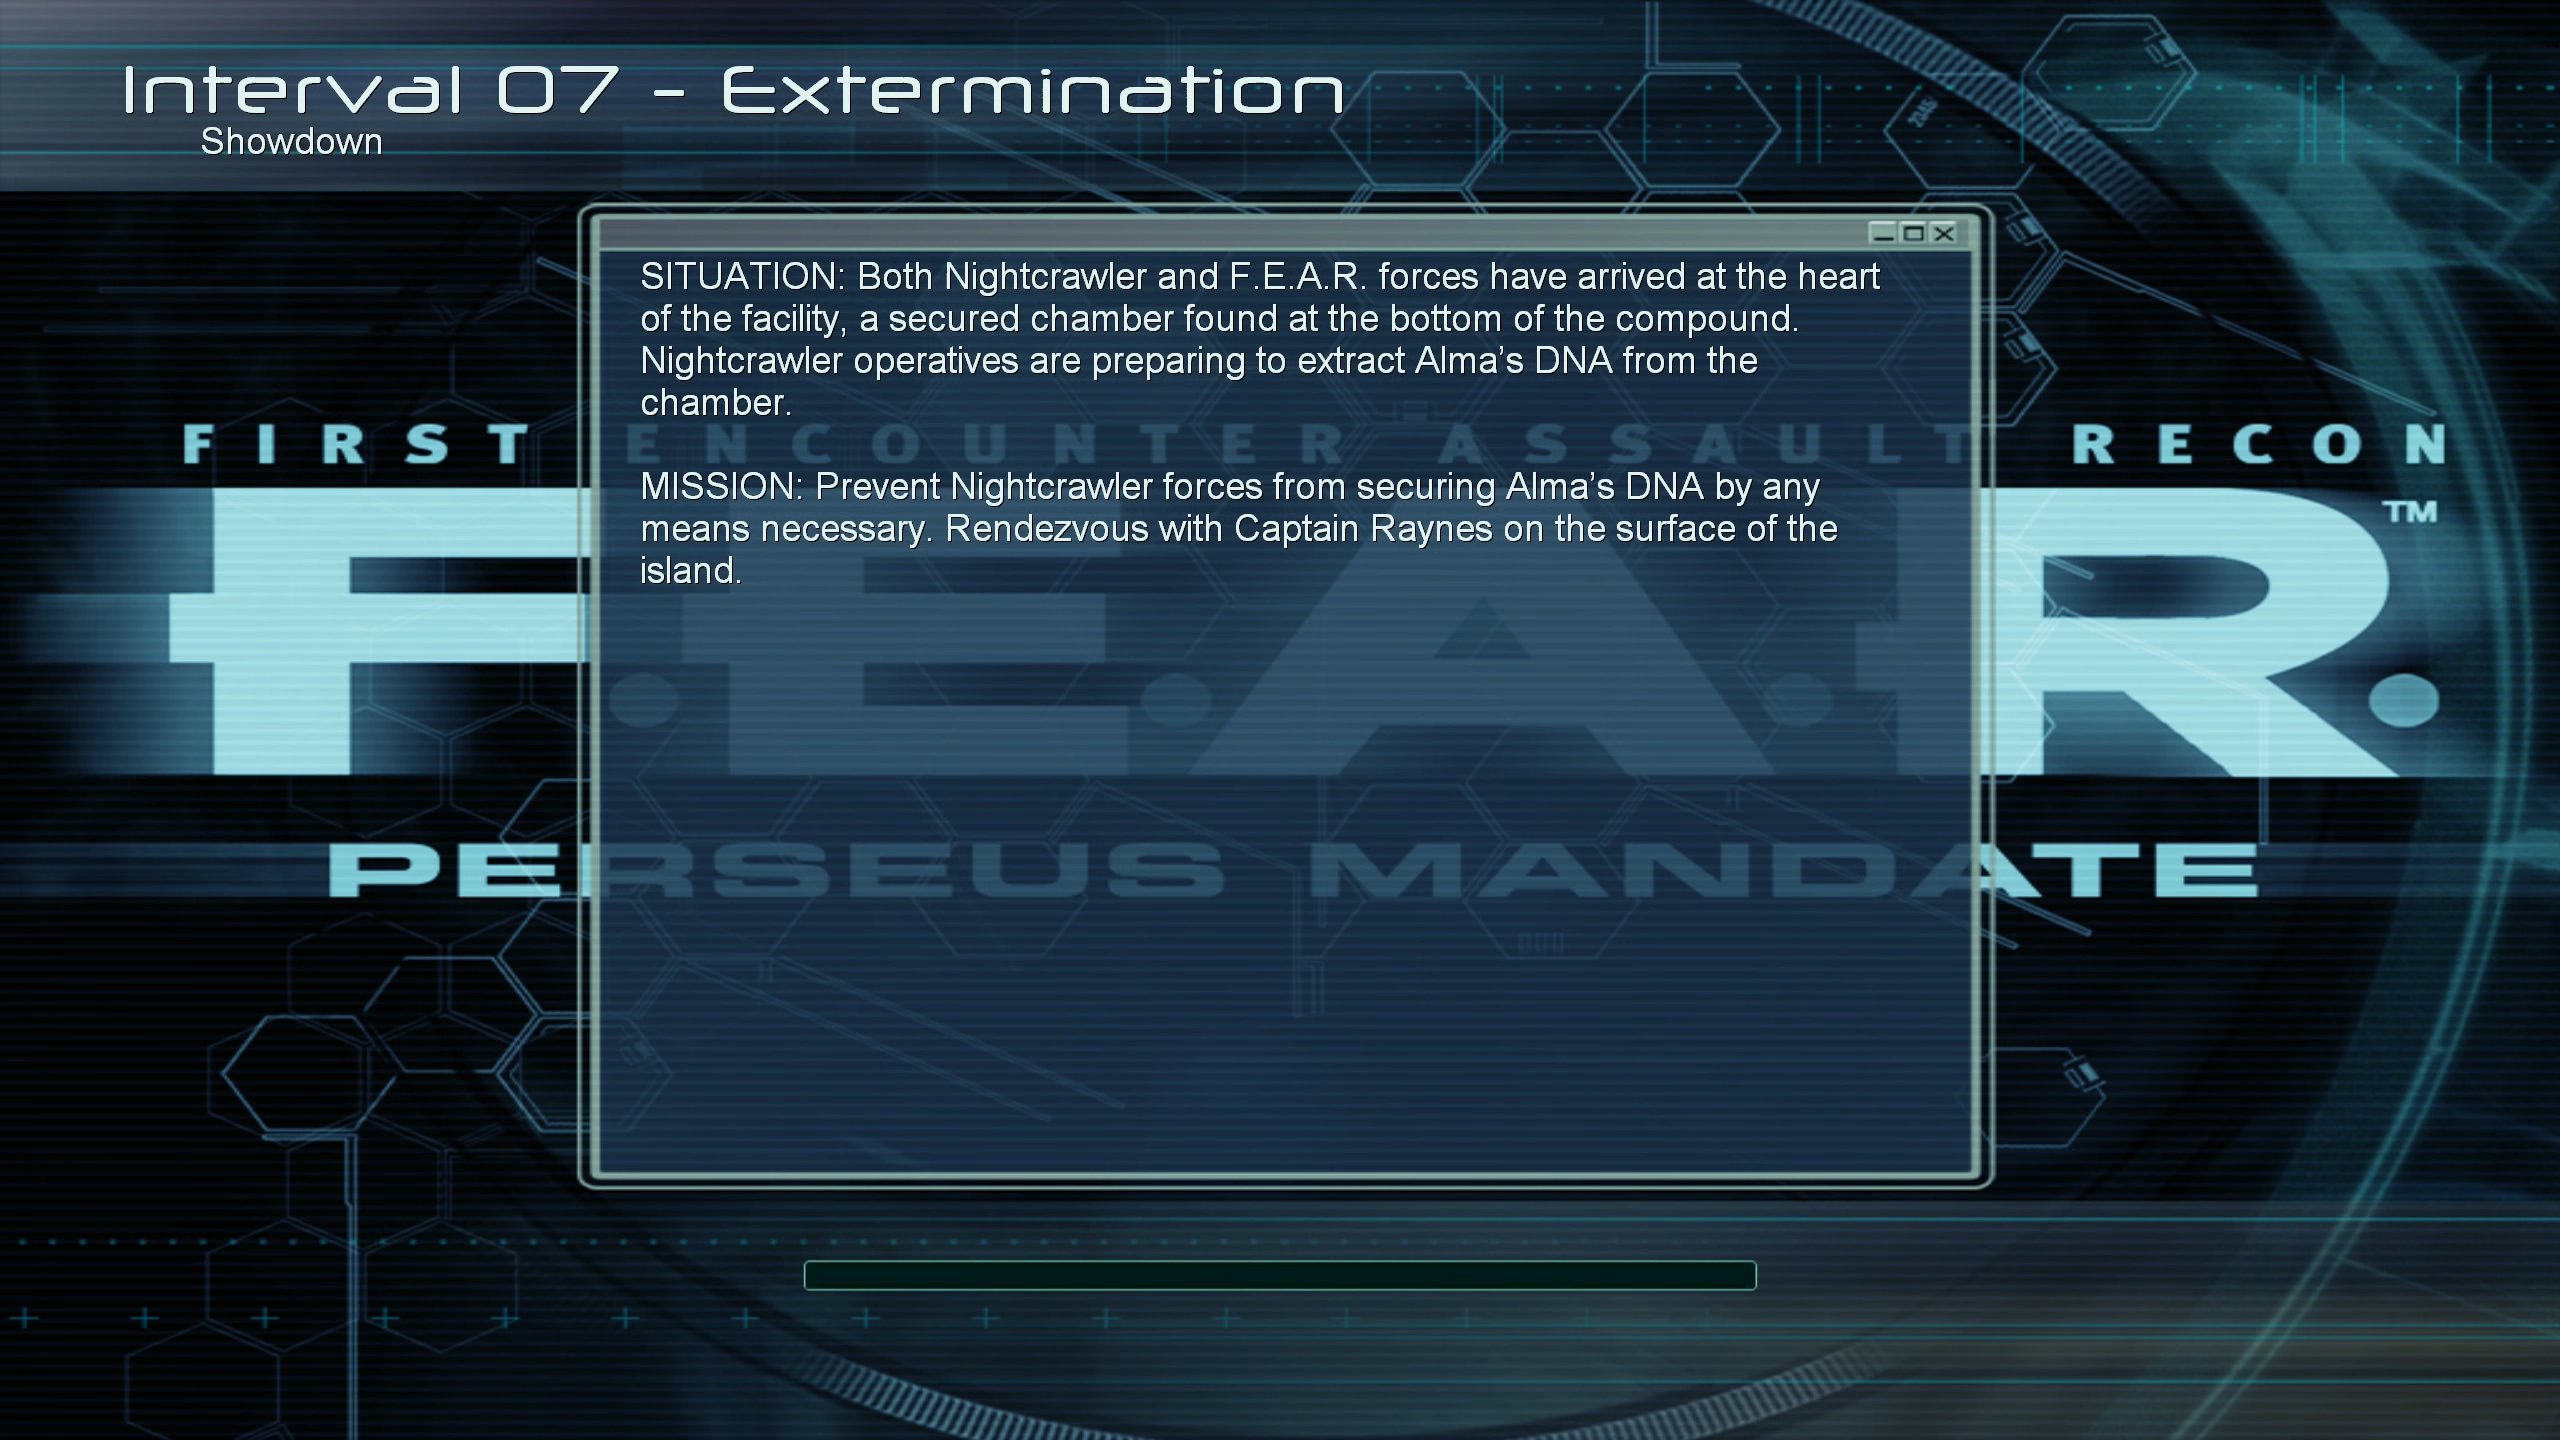 Interval 07 - Extermination
Showdown
SITUATION: Both Nightcrawler and F.E.A.R. forces have arrived at the heart
of the facility, a secured chamber found at the bottom of the compound.
Nightcrawler operatives are preparing to extract Alma’s DNA from the
chamber.
MISSION: Prevent Nightcrawler forces from securing Alma’s DNA by any
means necessary. Rendezvous with Captain Raynes on the surface of the
island.
FIRST ENCOUNTER ASSAULT RECON
F.E.A.R.™
PERSEUS MANDATE